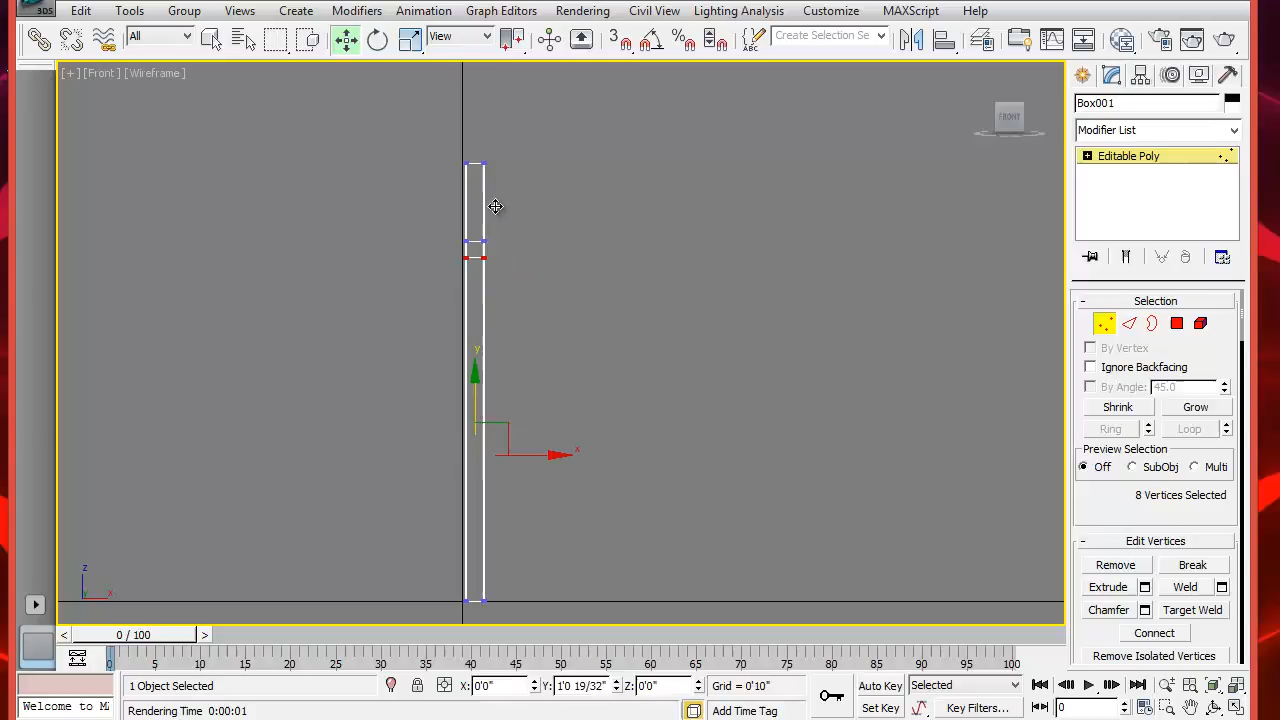 3DS
Edit Tools Group Views Create Modifiers Animation Graph Editors Rendering Civil View Lighting Analysis Customize MAXScript Help
All View 3 % ABC Create Selection Se
[+][Front][Wireframe]
FRONT
Box001
Modifier List
Editable Poly
Selection
By Vertex
Ignore Backfacing
By Angle: 45.0
Shrink Grow
Ring Loop
Preview Selection
Off SubObj Multi
8 Vertices Selected
Edit Vertices
Remove Break
Extrude Weld
Chamfer Target Weld
Connect
Remove Isolated Vertices
y
x
z
y x
< 0 / 100 >
0 5 10 15 20 25 30 35 40 45 50 55 60 65 70 75 80 85 90 95 100
1 Object Selected X: 0'0" Y: 1'0 19/32" Z: 0'0" Grid = 0'10" Auto Key Selected
Welcome to MA Rendering Time 0:00:01 Add Time Tag Set Key Key Filters... 0